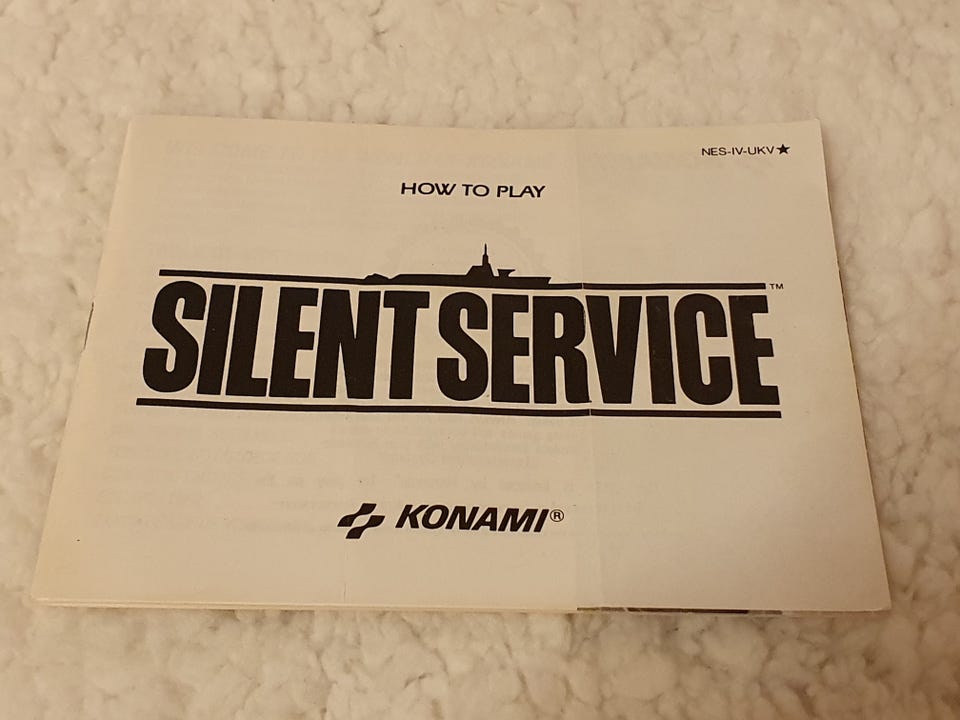 NES-IV-UKV★
HOW TO PLAY
SILENT SERVICE™
KONAMI®